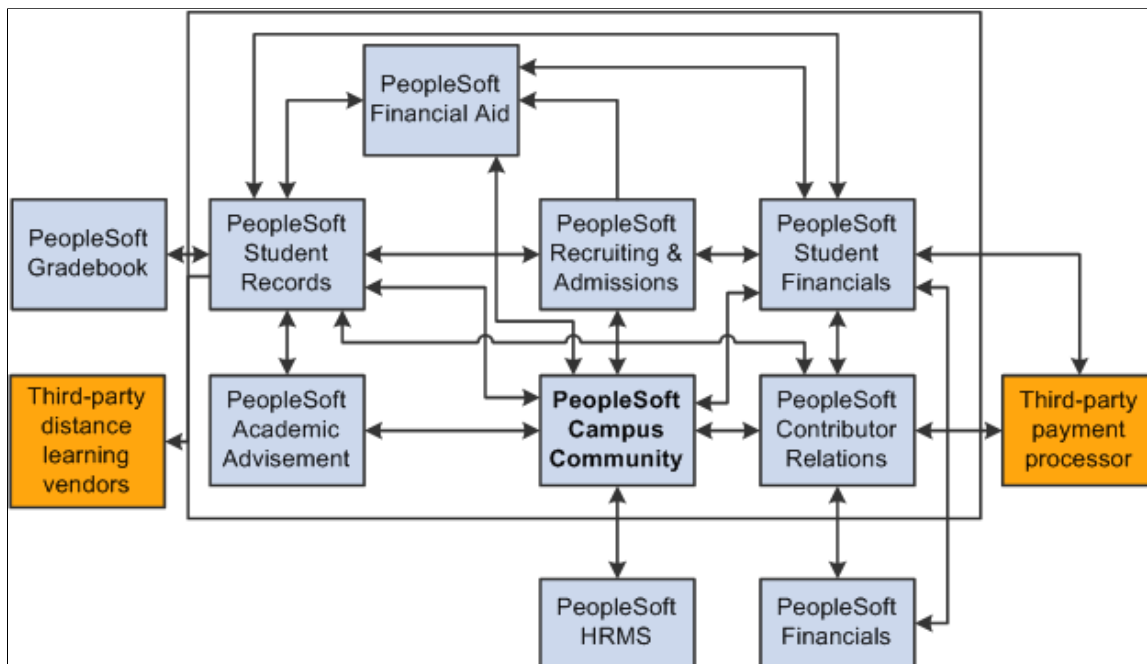 PeopleSoft
Financial Aid
PeopleSoft
Gradebook
PeopleSoft
Student
Records
PeopleSoft
Recruiting &
Admissions
PeopleSoft
Student
Financials
Third-party
distance
learning
vendors
PeopleSoft
Academic
Advisement
PeopleSoft
Campus
Community
PeopleSoft
Contributor
Relations
Third-party
payment
processor
PeopleSoft
HRMS
PeopleSoft
Financials